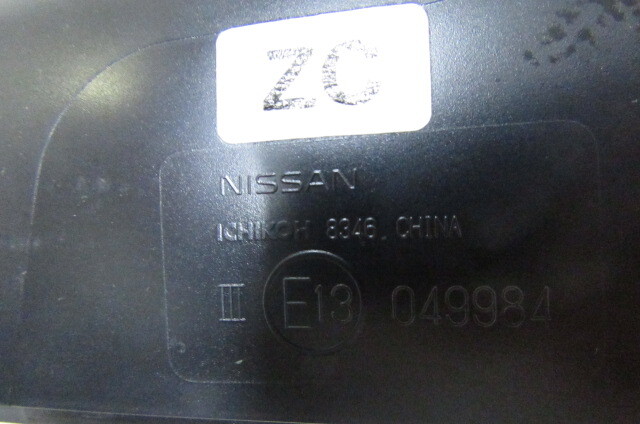 ZC
NISSAN
ICHIKOH 8346, CHINA
III E13 049984